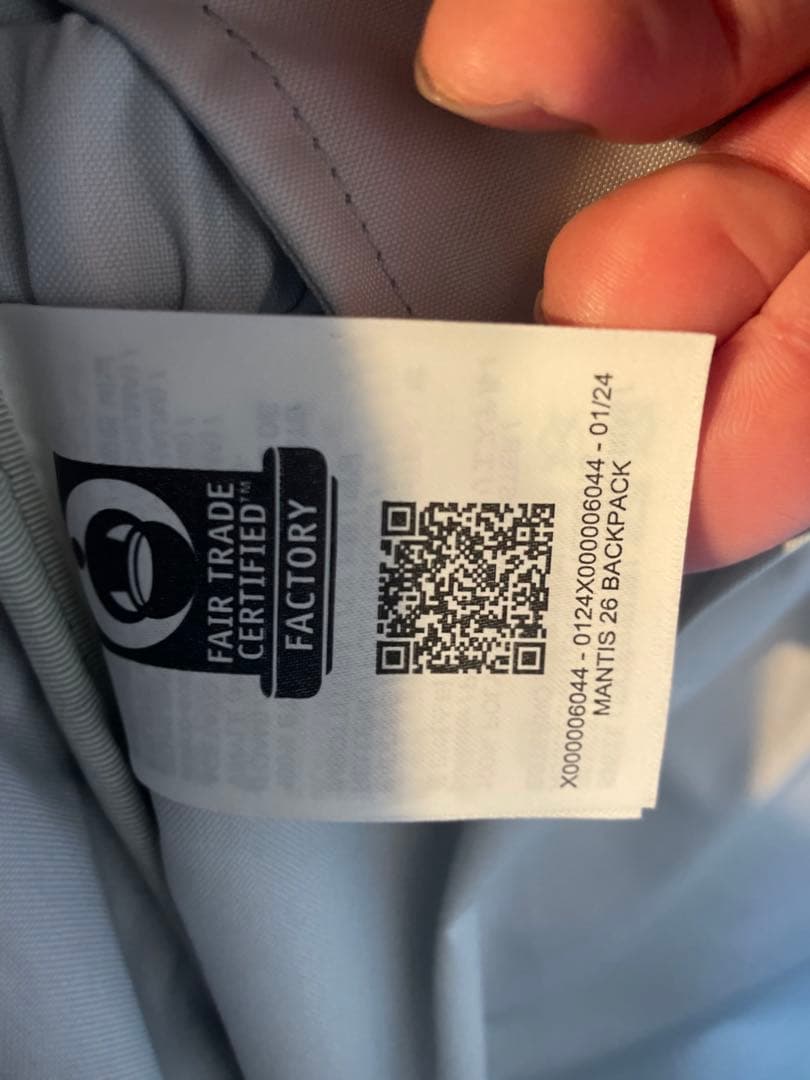 FAIR TRADE
CERTIFIED™
FACTORY
X000006044 - 0124X000006044 - 01/24
MANTIS 26 BACKPACK